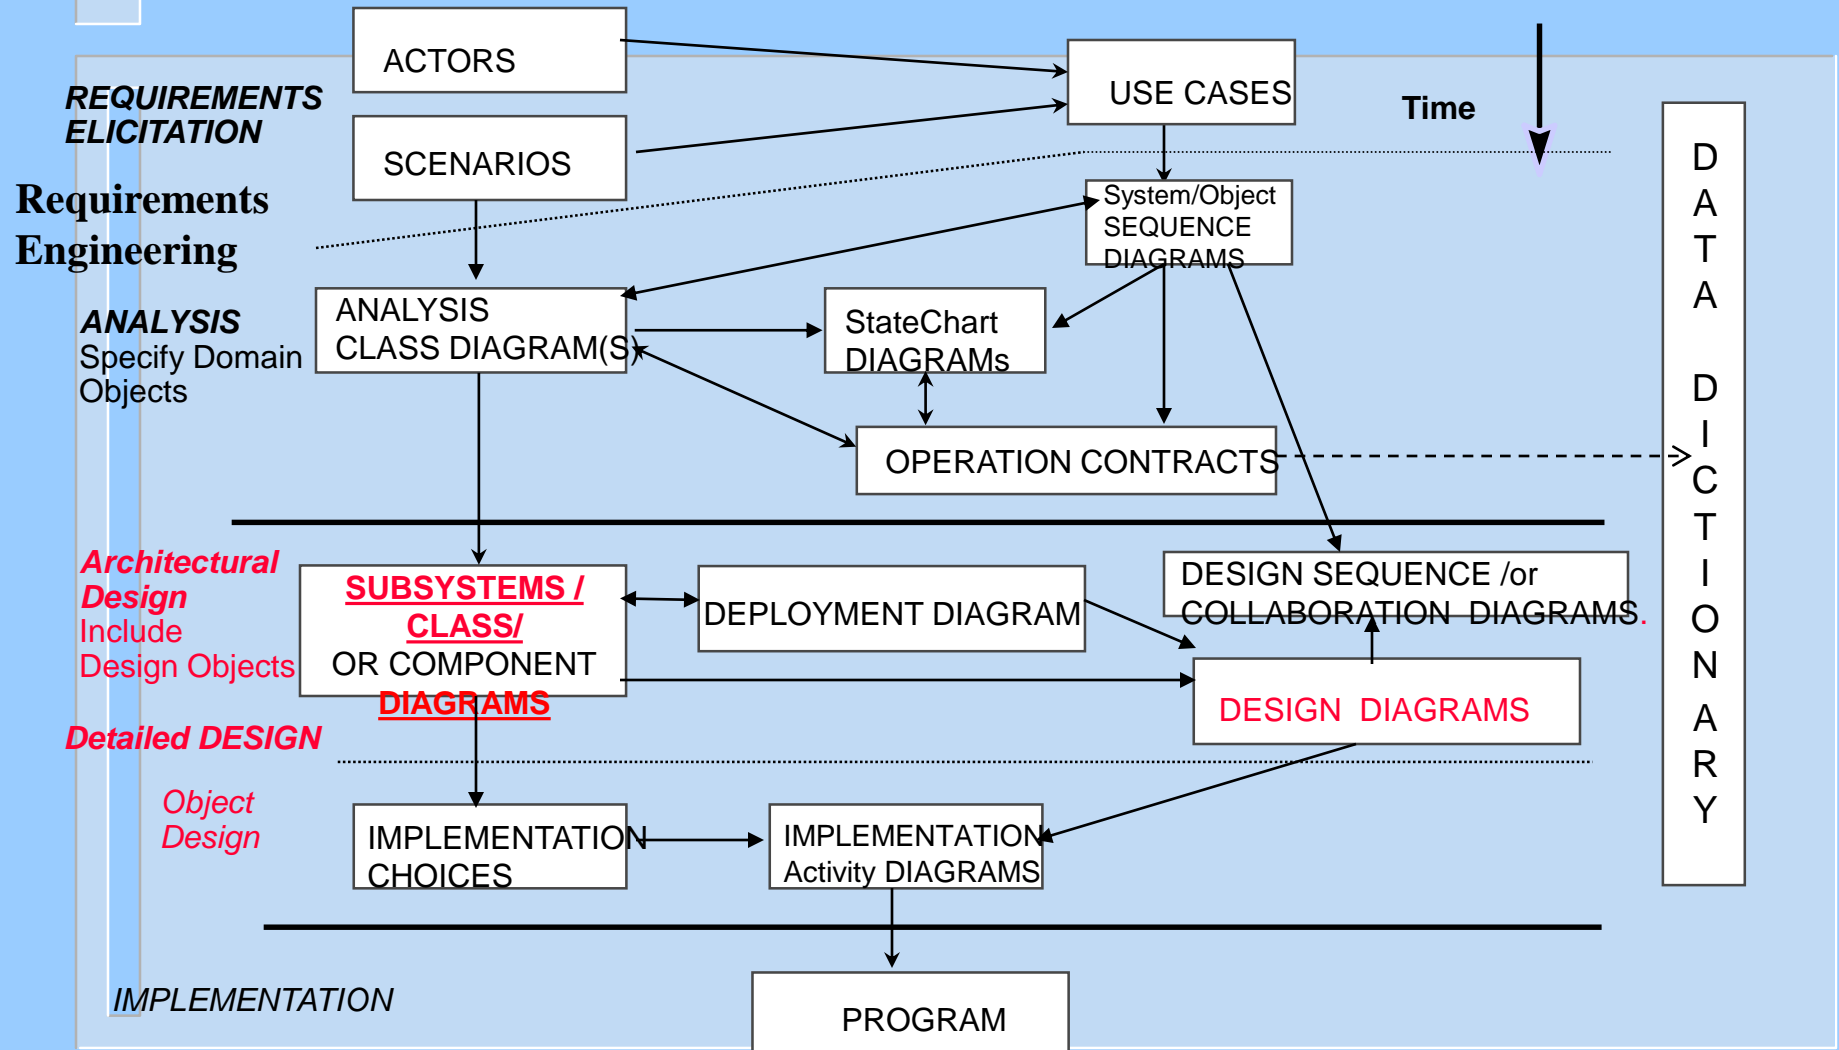 ACTORS
USE CASES
Time
REQUIREMENTS
ELICITATION
SCENARIOS
Requirements
Engineering
System/Object
SEQUENCE
DIAGRAMS
ANALYSIS
Specify Domain
Objects
ANALYSIS
CLASS DIAGRAM(S)
StateChart
DIAGRAMs
OPERATION CONTRACTS
DATA DICTIONARY
Architectural
Design
Include
Design Objects
SUBSYSTEMS /
CLASS/
OR COMPONENT
DIAGRAMS
DEPLOYMENT DIAGRAM
DESIGN SEQUENCE /or
COLLABORATION DIAGRAMS.
DESIGN DIAGRAMS
Detailed DESIGN
Object
Design
IMPLEMENTATION
CHOICES
IMPLEMENTATION
Activity DIAGRAMS
IMPLEMENTATION
PROGRAM